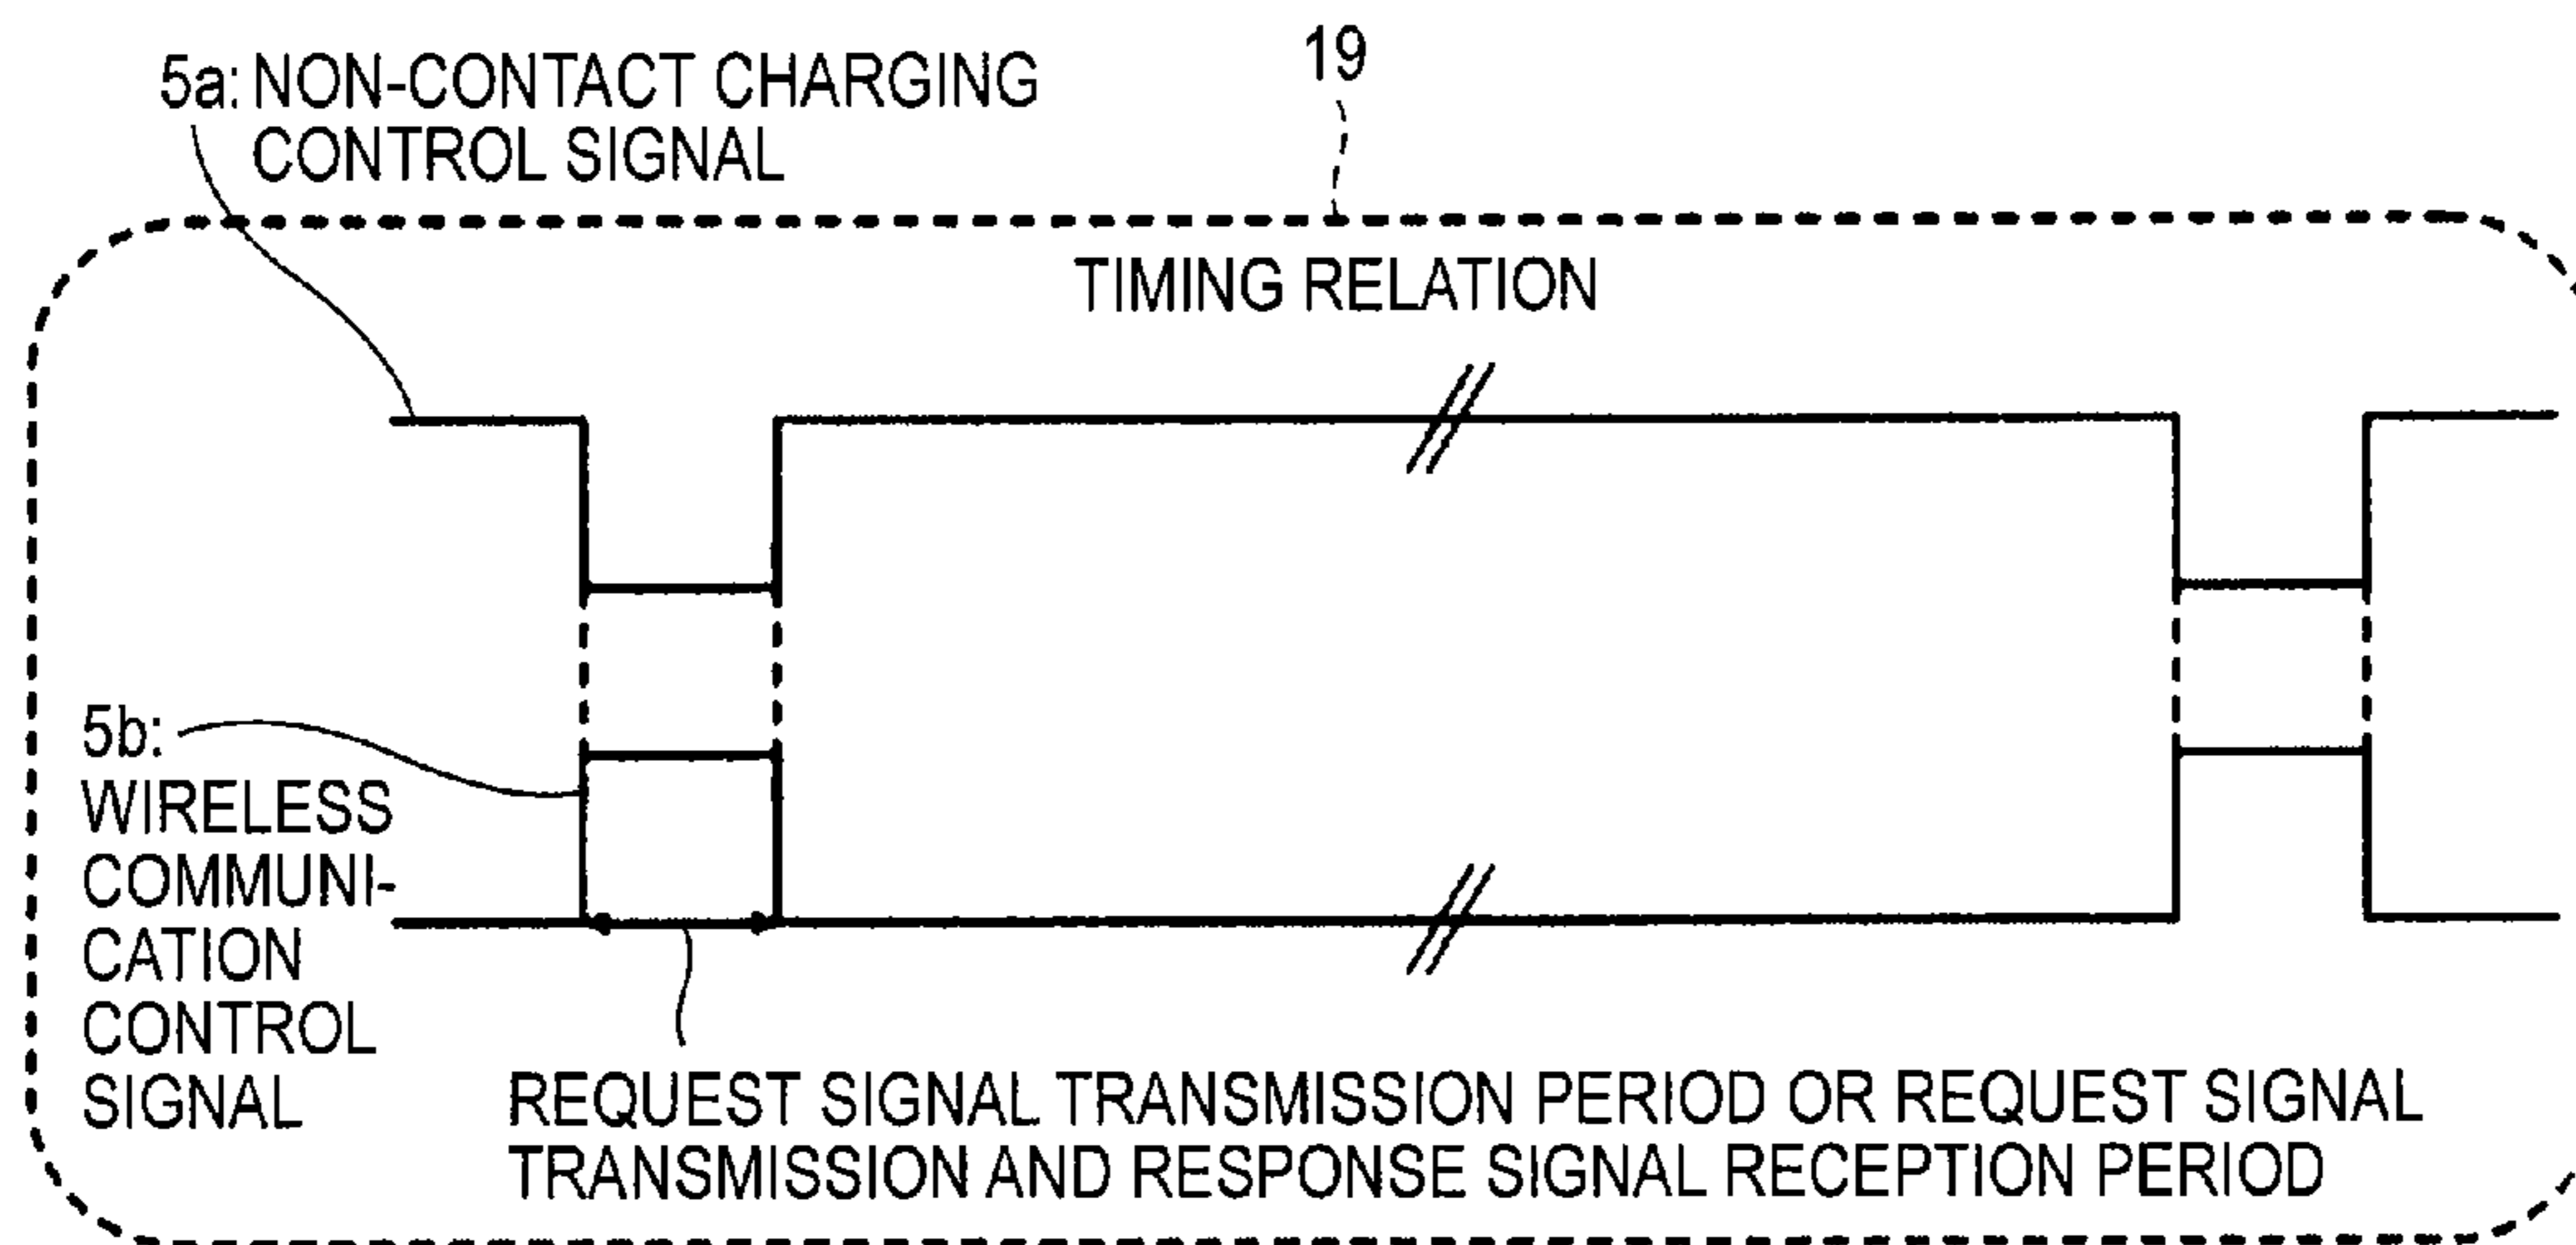 19
5a: NON-CONTACT CHARGING
CONTROL SIGNAL
TIMING RELATION
5b:
WIRELESS
COMMUNI-
CATION
CONTROL
SIGNAL
REQUEST SIGNAL TRANSMISSION PERIOD OR REQUEST SIGNAL
TRANSMISSION AND RESPONSE SIGNAL RECEPTION PERIOD